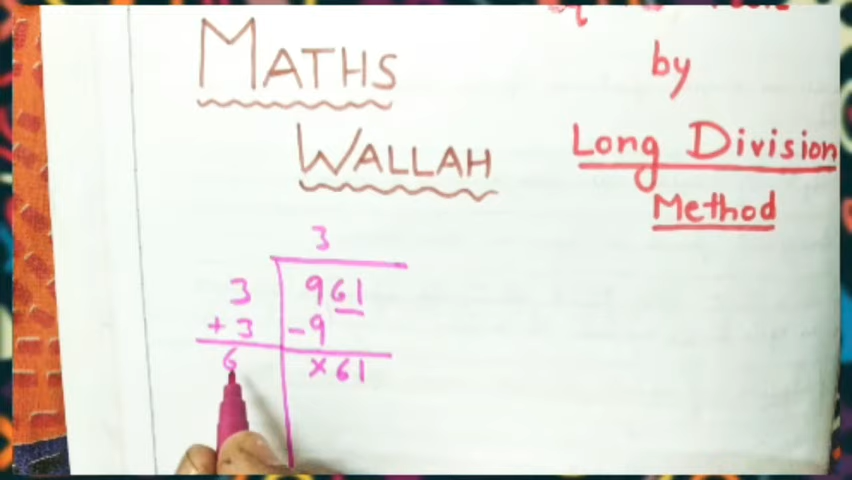 MATHS
WALLAH
by
Long Division
Method
3
3 961
+3 -9
6 ×61